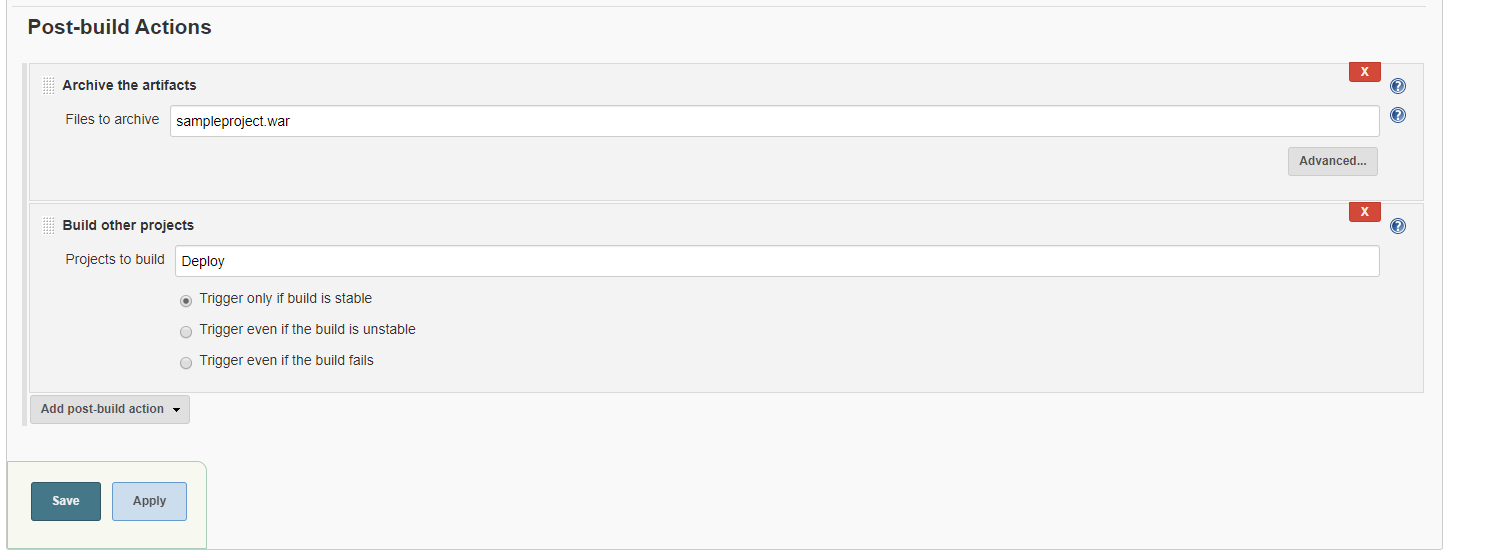 Post-build Actions
X
Archive the artifacts
?
Files to archive sampleproject.war
?
Advanced...
X
Build other projects
?
Projects to build Deploy
Trigger only if build is stable
Trigger even if the build is unstable
Trigger even if the build fails
Add post-build action
Save Apply